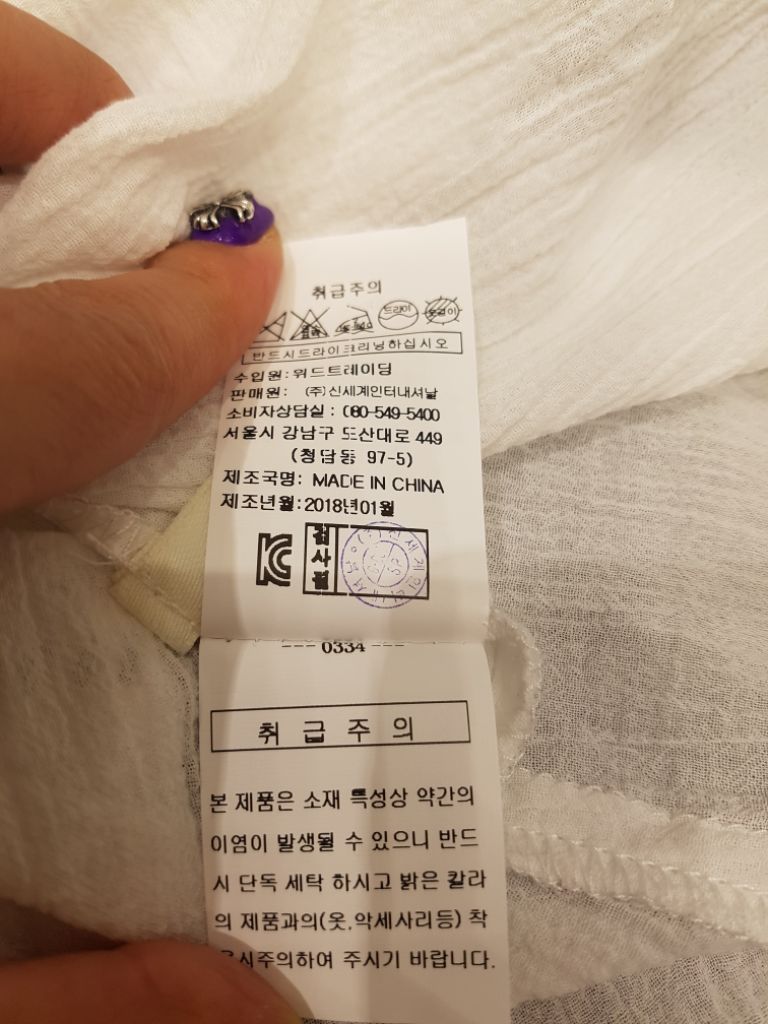 취급주의
드라이
반드시드라이크리닝하십시오
수입원:위드트레이딩
판매원: (주)신세계인터내셔날
소비자상담실: 080-549-5400
서울시 강남구 도산대로 449
(청담동 97-5)
제조국명: MADE IN CHINA
제조년월:2018년01월
검사필
--- 0334 ---
취급주의
본 제품은 소재 특성상 약간의
이염이 발생될 수 있으니 반드
시 단독 세탁 하시고 밝은 칼라
의 제품과의(옷,악세사리등) 착
용시주의하여 주시기 바랍니다.